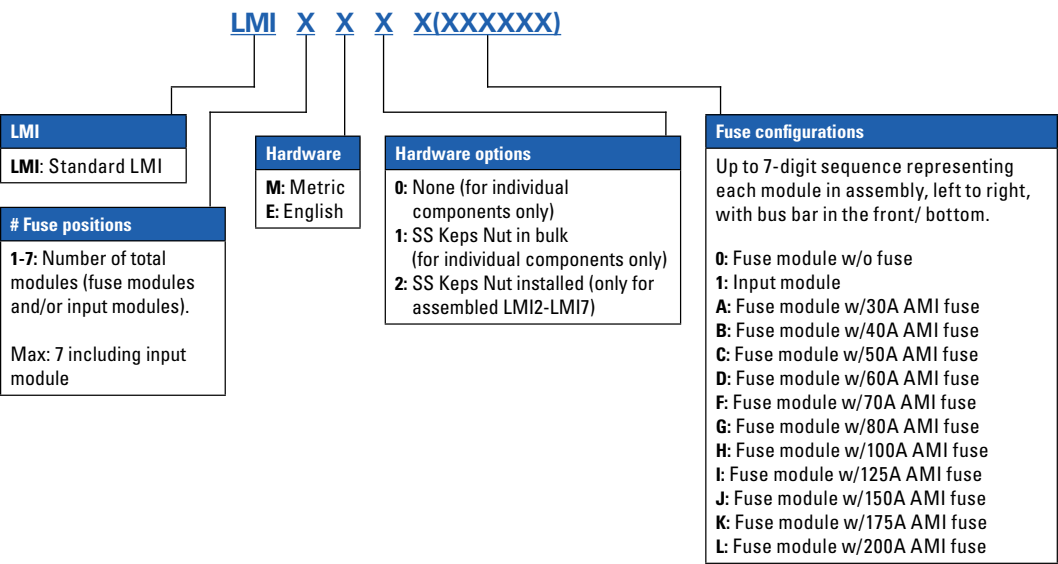 LMI X X X X(XXXXXX)
LMI
LMI: Standard LMI
# Fuse positions
1-7: Number of total
modules (fuse modules
and/or input modules).
Max: 7 including input
module
Hardware
M: Metric
E: English
Hardware options
0: None (for individual
components only)
1: SS Keps Nut in bulk
(for individual components only)
2: SS Keps Nut installed (only for
assembled LMI2-LMI7)
Fuse configurations
Up to 7-digit sequence representing
each module in assembly, left to right,
with bus bar in the front/ bottom.
0: Fuse module w/o fuse
1: Input module
A: Fuse module w/30A AMI fuse
B: Fuse module w/40A AMI fuse
C: Fuse module w/50A AMI fuse
D: Fuse module w/60A AMI fuse
F: Fuse module w/70A AMI fuse
G: Fuse module w/80A AMI fuse
H: Fuse module w/100A AMI fuse
I: Fuse module w/125A AMI fuse
J: Fuse module w/150A AMI fuse
K: Fuse module w/175A AMI fuse
L: Fuse module w/200A AMI fuse